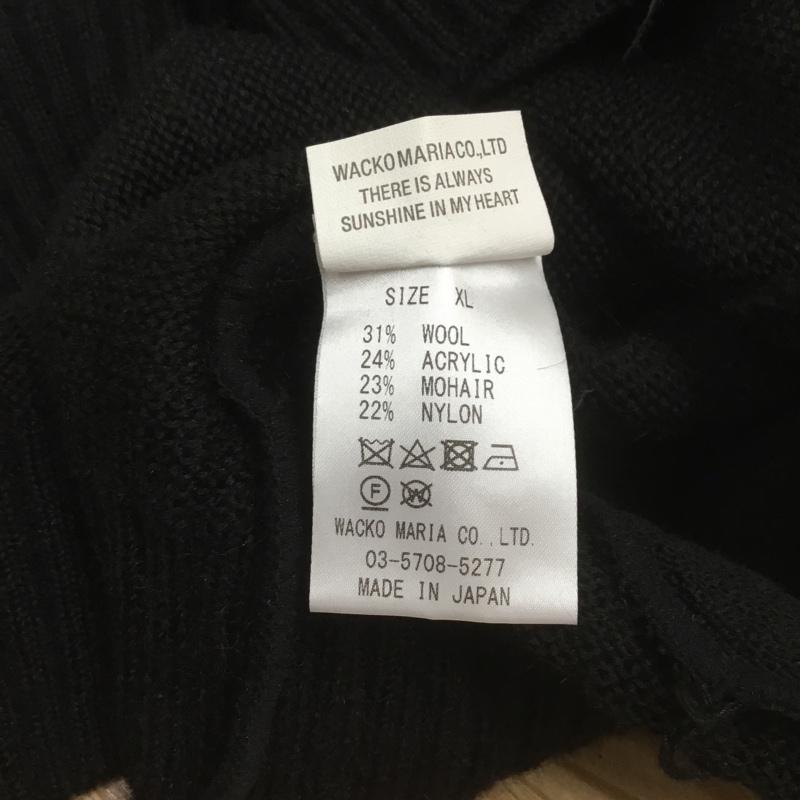 WACKO MARIA CO.,LTD
THERE IS ALWAYS
SUNSHINE IN MY HEART
SIZE XL
31% WOOL
24% ACRYLIC
23% MOHAIR
22% NYLON
F W
WACKO MARIA CO.,LTD.
03-5708-5277
MADE IN JAPAN